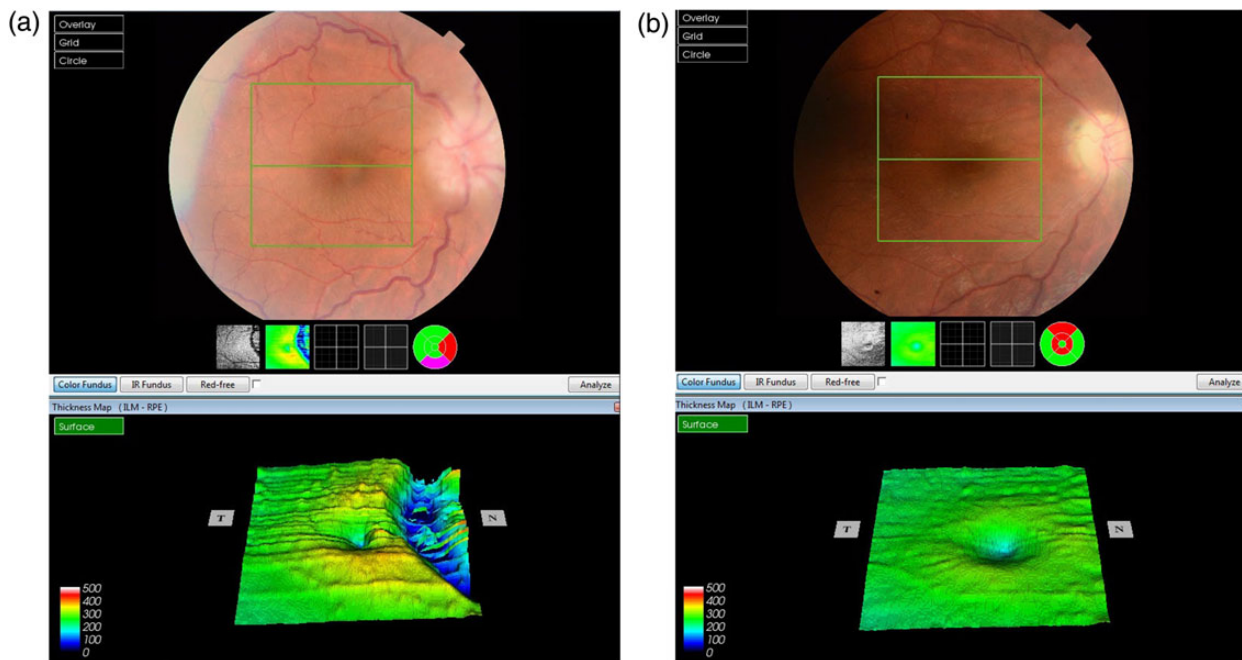 (a)
Overlay
Grid
Circle
Color Fundus IR Fundus Red-free Analyze
Thickness Map ( ILM - RPE )
Surface
T N
500
400
300
200
100
0
(b)
Overlay
Grid
Circle
Color Fundus IR Fundus Red-free Analyze
Thickness Map ( ILM - RPE )
Surface
T N
500
400
300
200
100
0